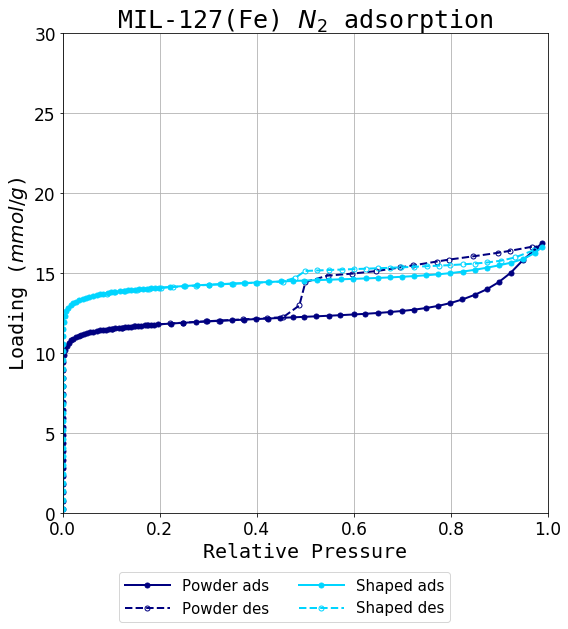 MIL-127(Fe) N₂ adsorption
30
25
20
15
10
5
0
Loading (mmol/g)
0.0 0.2 0.4 0.6 0.8 1.0
Relative Pressure
Powder ads Shaped ads
Powder des Shaped des